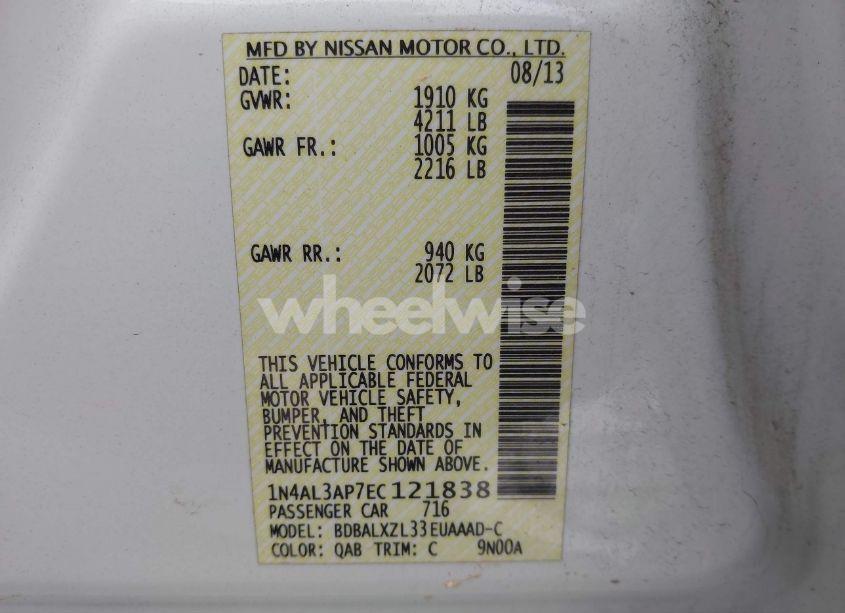 MFD BY NISSAN MOTOR CO., LTD.
DATE: 08/13
GVWR: 1910 KG
4211 LB
GAWR FR.: 1005 KG
2216 LB
GAWR RR.: 940 KG
2072 LB
wheelwise
THIS VEHICLE CONFORMS TO
ALL APPLICABLE FEDERAL
MOTOR VEHICLE SAFETY,
BUMPER, AND THEFT
PREVENTION STANDARDS IN
EFFECT ON THE DATE OF
MANUFACTURE SHOWN ABOVE.
1N4AL3AP7EC121838
PASSENGER CAR 716
MODEL: BDBALXZL33EUAAAD-C
COLOR: QAB TRIM: C 9N00A